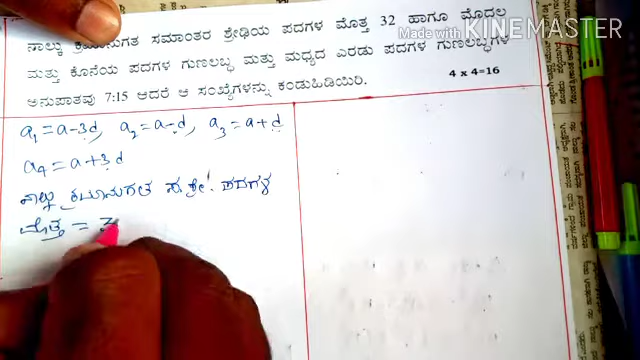 Made with KINEMASTER
ನಾಲ್ಕು ಕ್ರಮಾನುಗತ ಸಮಾಂತರ ಶ್ರೇಢಿಯ ಪದಗಳ ಮೊತ್ತ 32 ಹಾಗೂ ಮೊದಲ
ಮತ್ತು ಕೊನೆಯ ಪದಗಳ ಗುಣಲಬ್ಧ ಮತ್ತು ಮಧ್ಯದ ಎರಡು ಪದಗಳ ಗುಣಲಬ್ಧಗಳ
ಅನುಪಾತವು 7:15 ಆದರೆ ಆ ಸಂಖ್ಯೆಗಳನ್ನು ಕಂಡುಹಿಡಿಯಿರಿ. 4 x 4=16
a₁ = a-3d, a₂ = a-d, a₃ = a+d
a₄ = a+3d
ನಾಲ್ಕು ಕ್ರಮಾನುಗತ ಸ.ಶ್ರೇ. ಪದಗಳ
ಮೊತ್ತ = 3